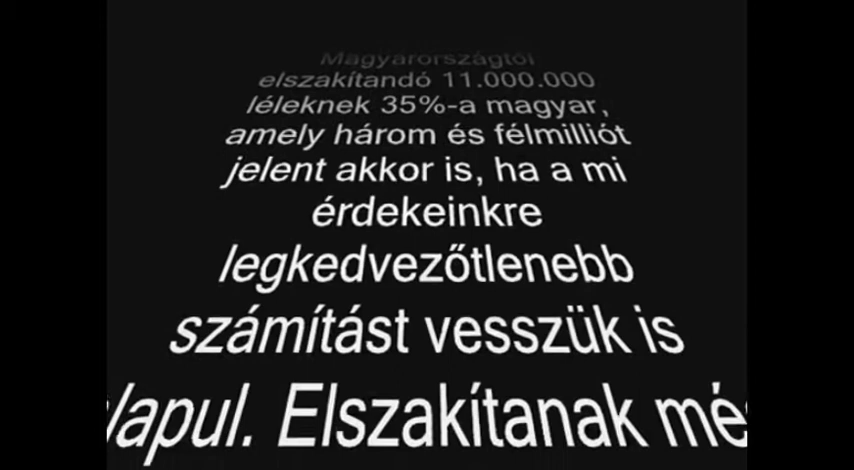 Magyarországtól
elszakítandó 11.000.000
léleknek 35%-a magyar,
amely három és félmilliót
jelent akkor is, ha a mi
érdekeinkre
legkedvezőtlenebb
számítást vesszük is
lapul. Elszakítanak